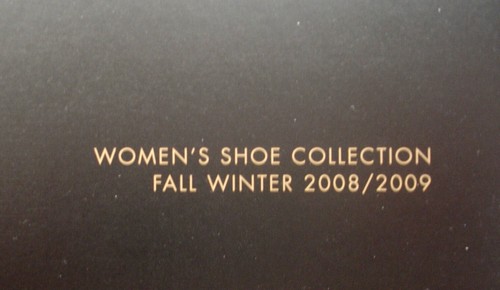 WOMEN'S SHOE COLLECTION
FALL WINTER 2008/2009